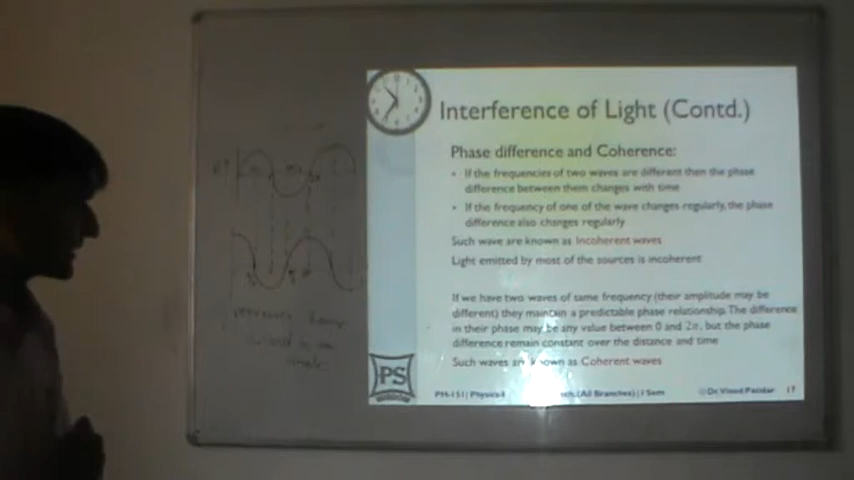 Interference of Light (Contd.)
Phase difference and Coherence:
If the frequencies of two waves are different then the phase
difference between them changes with time
If the frequency of one of the wave changes regularly, the phase
difference also changes regularly
Such wave are known as Incoherent waves
Light emitted by most of the sources is incoherent
If we have two waves of same frequency (their amplitude may be
different) they maintain a predictable phase relationship. The difference
in their phase may be any value between 0 and 2π, but the phase
difference remain constant over the distance and time
Such waves are known as Coherent waves
PS
PH-151| Physics-I
(All Branches) | I Sem
17